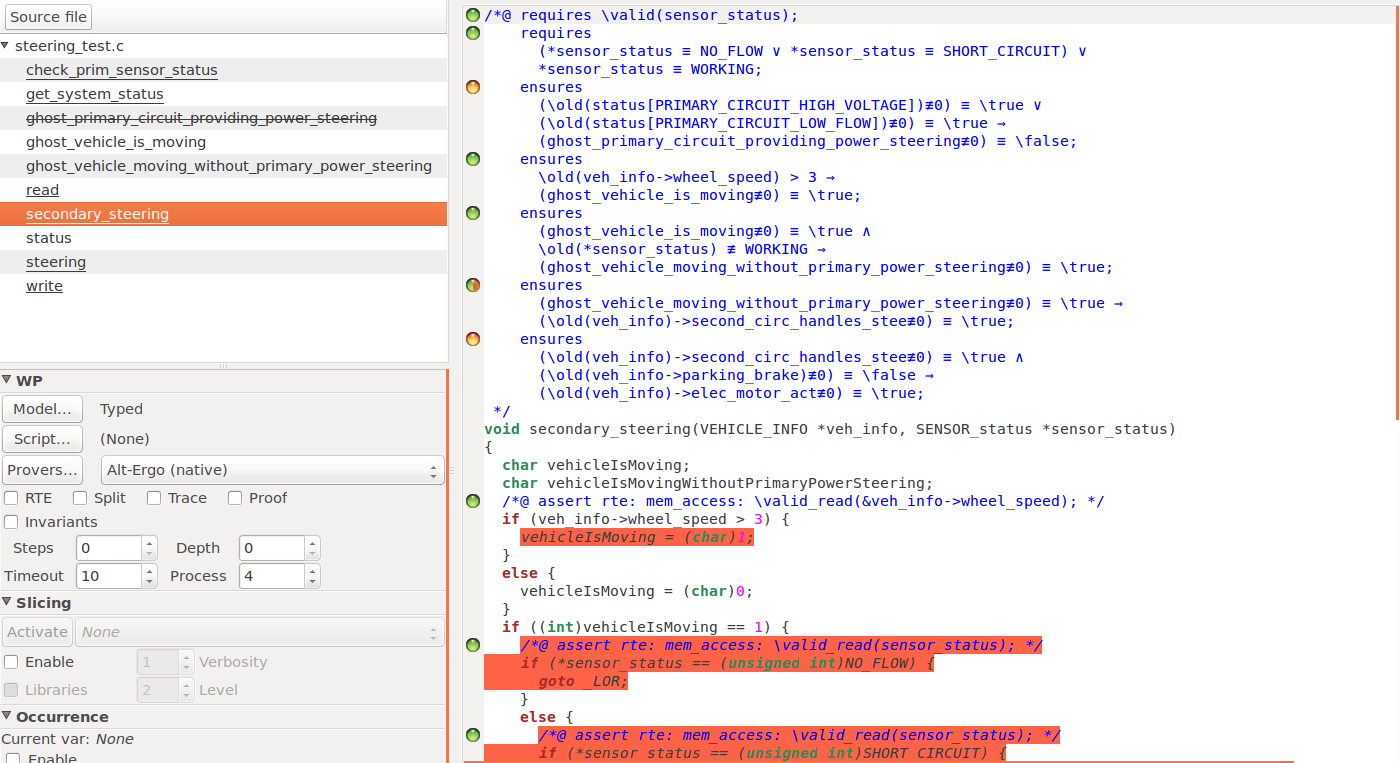 Source file
steering_test.c
check_prim_sensor_status
get_system_status
ghost_primary_circuit_providing_power_steering
ghost_vehicle_is_moving
ghost_vehicle_moving_without_primary_power_steering
read
secondary_steering
status
steering
write
WP
Model... Typed
Script... (None)
Provers... Alt-Ergo (native)
RTE Split Trace Proof
Invariants
Steps 0 Depth 0
Timeout 10 Process 4
Slicing
Activate None
Enable 1 Verbosity
Libraries 2 Level
Occurrence
Current var: None
Enable
/*@ requires \valid(sensor_status);
requires
(*sensor_status ≡ NO_FLOW ∨ *sensor_status ≡ SHORT_CIRCUIT) ∨
*sensor_status ≡ WORKING;
ensures
(\old(status[PRIMARY_CIRCUIT_HIGH_VOLTAGE])≢0) ≡ \true ∨
(\old(status[PRIMARY_CIRCUIT_LOW_FLOW])≢0) ≡ \true →
(ghost_primary_circuit_providing_power_steering≢0) ≡ \false;
ensures
\old(veh_info->wheel_speed) > 3 →
(ghost_vehicle_is_moving≢0) ≡ \true;
ensures
(ghost_vehicle_is_moving≢0) ≡ \true ∧
\old(*sensor_status) ≢ WORKING →
(ghost_vehicle_moving_without_primary_power_steering≢0) ≡ \true;
ensures
(ghost_vehicle_moving_without_primary_power_steering≢0) ≡ \true →
(\old(veh_info)->second_circ_handles_stee≢0) ≡ \true;
ensures
(\old(veh_info)->second_circ_handles_stee≢0) ≡ \true ∧
(\old(veh_info->parking_brake)≢0) ≡ \false →
(\old(veh_info)->elec_motor_act≢0) ≡ \true;
*/
void secondary_steering(VEHICLE_INFO *veh_info, SENSOR_status *sensor_status)
{
char vehicleIsMoving;
char vehicleIsMovingWithoutPrimaryPowerSteering;
/*@ assert rte: mem_access: \valid_read(&veh_info->wheel_speed); */
if (veh_info->wheel_speed > 3) {
vehicleIsMoving = (char)1;
}
else {
vehicleIsMoving = (char)0;
}
if ((int)vehicleIsMoving == 1) {
/*@ assert rte: mem_access: \valid_read(sensor_status); */
if (*sensor_status == (unsigned int)NO_FLOW) {
goto _LOR;
}
else {
/*@ assert rte: mem_access: \valid_read(sensor_status); */
if (*sensor_status == (unsigned int)SHORT_CIRCUIT) {